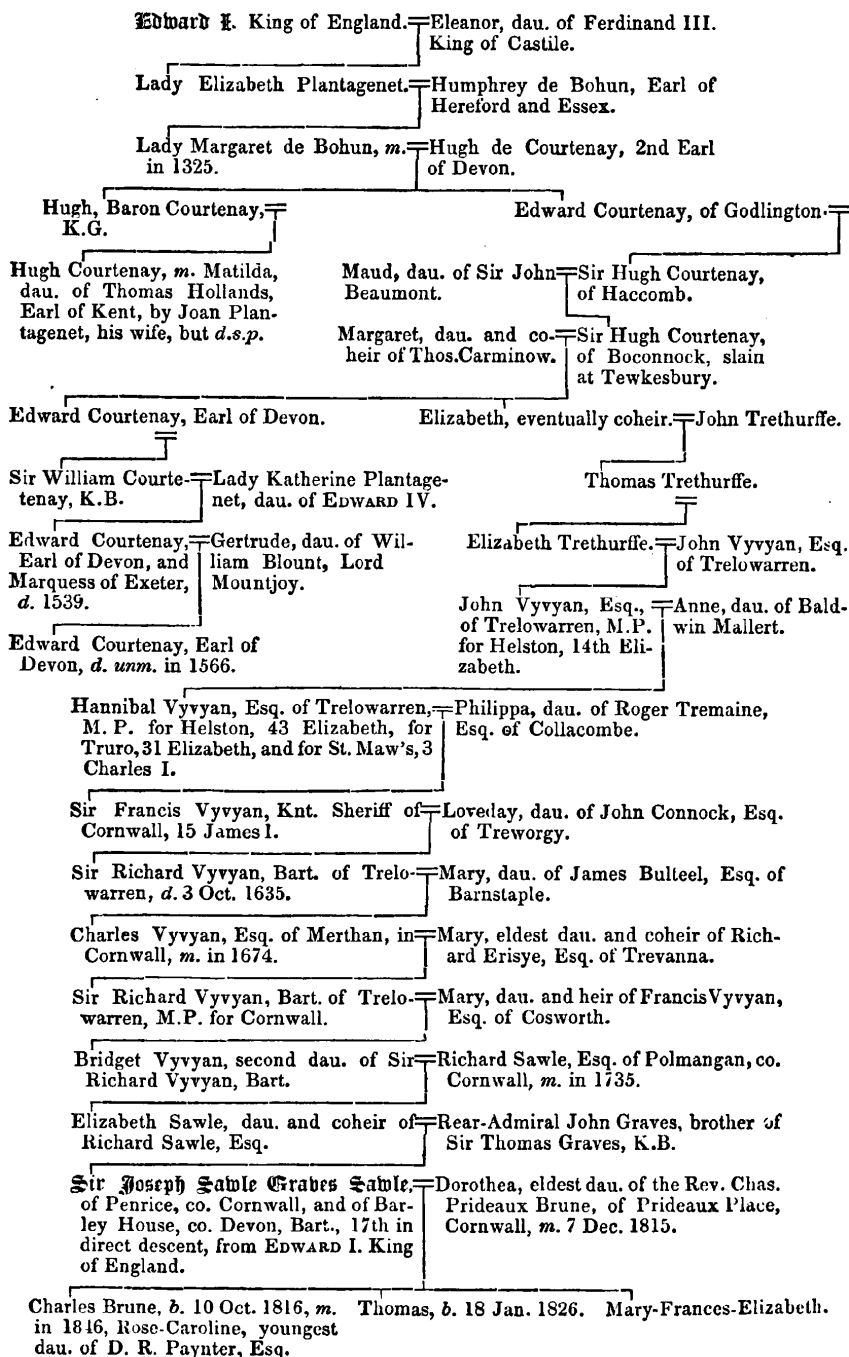 Edward I. King of England.
Eleanor, dau. of Ferdinand III.
King of Castile.
Lady Elizabeth Plantagenet.
Humphrey de Bohun, Earl of
Hereford and Essex.
Lady Margaret de Bohun, m.
in 1325.
Hugh de Courtenay, 2nd Earl
of Devon.
Hugh, Baron Courtenay,
K.G.
Edward Courtenay, of Godlington.
Hugh Courtenay, m. Matilda,
dau. of Thomas Hollands,
Earl of Kent, by Joan Plan-
tagenet, his wife, but d.s.p.
Maud, dau. of Sir John
Beaumont.
Sir Hugh Courtenay,
of Haccomb.
Margaret, dau. and co-
heir of Thos. Carminow.
Sir Hugh Courtenay,
of Boconnock, slain
at Tewkesbury.
Edward Courtenay, Earl of Devon.
Elizabeth, eventually coheir.
John Trethurffe.
Sir William Courte-
tenay, K.B.
Lady Katherine Plantage-
net, dau. of EDWARD IV.
Thomas Trethurffe.
Edward Courtenay,
Earl of Devon, and
Marquess of Exeter,
d. 1539.
Gertrude, dau. of Wil-
liam Blount, Lord
Mountjoy.
Elizabeth Trethurffe.
John Vyvyan, Esq.
of Trelowarren.
Edward Courtenay, Earl of
Devon, d. unm. in 1566.
John Vyvyan, Esq.,
of Trelowarren, M.P.
for Helston, 14th Eli-
zabeth.
Anne, dau. of Bald-
win Mallert.
Hannibal Vyvyan, Esq. of Trelowarren,
M. P. for Helston, 43 Elizabeth, for
Truro, 31 Elizabeth, and for St. Maw's, 3
Charles I.
Philippa, dau. of Roger Tremaine,
Esq. of Collacombe.
Sir Francis Vyvyan, Knt. Sheriff of
Cornwall, 15 James I.
Loveday, dau. of John Connock, Esq.
of Treworgy.
Sir Richard Vyvyan, Bart. of Trelo-
warren, d. 3 Oct. 1635.
Mary, dau. of James Bulteel, Esq. of
Barnstaple.
Charles Vyvyan, Esq. of Merthan, in
Cornwall, m. in 1674.
Mary, eldest dau. and coheir of Rich-
ard Erisye, Esq. of Trevanna.
Sir Richard Vyvyan, Bart. of Trelo-
warren, M.P. for Cornwall.
Mary, dau. and heir of Francis Vyvyan,
Esq. of Cosworth.
Bridget Vyvyan, second dau. of Sir
Richard Vyvyan, Bart.
Richard Sawle, Esq. of Polmangan, co.
Cornwall, m. in 1735.
Elizabeth Sawle, dau. and coheir of
Richard Sawle, Esq.
Rear-Admiral John Graves, brother of
Sir Thomas Graves, K.B.
Sir Joseph Sawle Graves Sawle,
of Penrice, co. Cornwall, and of Bar-
ley House, co. Devon, Bart., 17th in
direct descent, from EDWARD I. King
of England.
Dorothea, eldest dau. of the Rev. Chas.
Prideaux Brune, of Prideaux Place,
Cornwall, m. 7 Dec. 1815.
Charles Brune, b. 10 Oct. 1816, m.
in 1846, Rose-Caroline, youngest
dau. of D. R. Paynter, Esq.
Thomas, b. 18 Jan. 1826.
Mary-Frances-Elizabeth.